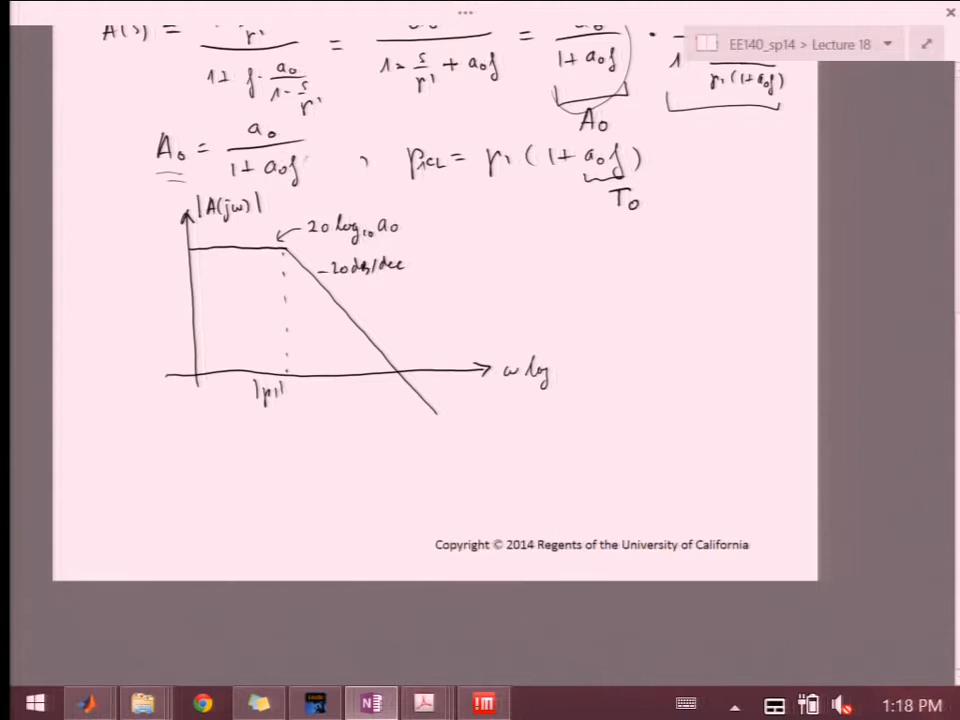 EE140_sp14 > Lecture 18
A(s) = p₁ / (1+ f · a₀/(1-s/p₁)) = / (1- s/p₁ + a₀f) = a₀/(1+a₀f) · / (1 p₁(1+a₀f))
A₀
A₀ = a₀/(1+a₀f) , p₁CL = p₁ (1+a₀f)
T₀
|A(jω)|
20 log₁₀ a₀
-20dB/dec
ω log
|p₁|
Copyright © 2014 Regents of the University of California
1:18 PM